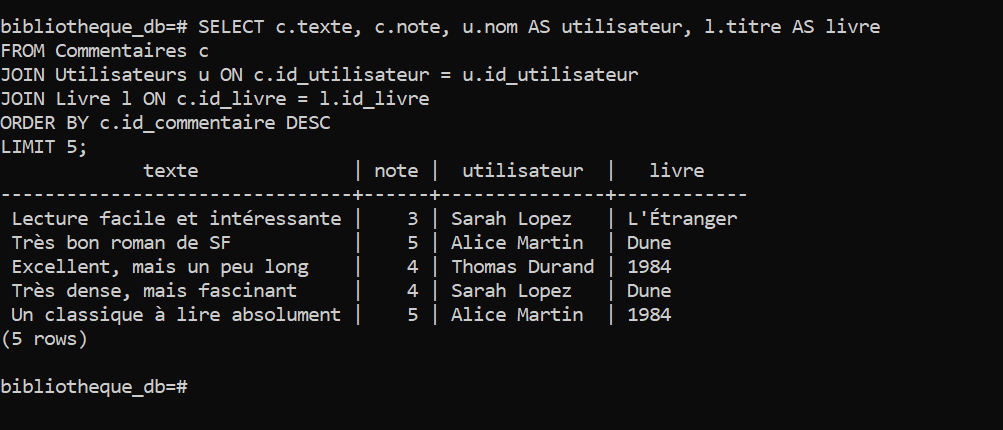 bibliotheque_db=# SELECT c.texte, c.note, u.nom AS utilisateur, l.titre AS livre
FROM Commentaires c
JOIN Utilisateurs u ON c.id_utilisateur = u.id_utilisateur
JOIN Livre l ON c.id_livre = l.id_livre
ORDER BY c.id_commentaire DESC
LIMIT 5;
             texte              | note |  utilisateur  |   livre
--------------------------------+------+---------------+------------
 Lecture facile et intéressante |    3 | Sarah Lopez   | L'Étranger
 Très bon roman de SF           |    5 | Alice Martin  | Dune
 Excellent, mais un peu long    |    4 | Thomas Durand | 1984
 Très dense, mais fascinant     |    4 | Sarah Lopez   | Dune
 Un classique à lire absolument |    5 | Alice Martin  | 1984
(5 rows)
bibliotheque_db=#